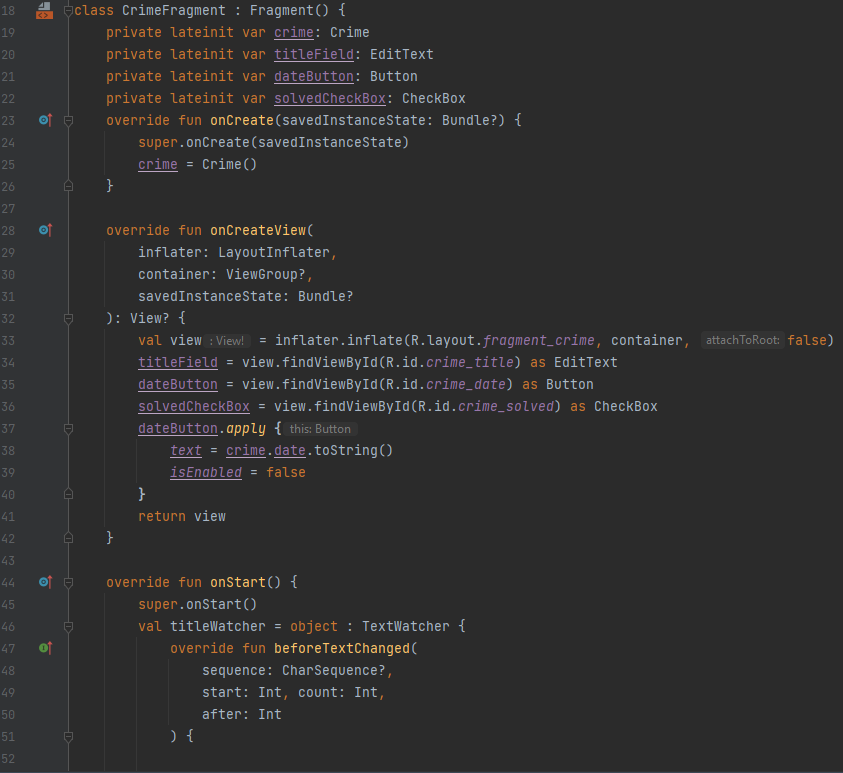 18 class CrimeFragment : Fragment() {
19 private lateinit var crime: Crime
20 private lateinit var titleField: EditText
21 private lateinit var dateButton: Button
22 private lateinit var solvedCheckBox: CheckBox
23 override fun onCreate(savedInstanceState: Bundle?) {
24 super.onCreate(savedInstanceState)
25 crime = Crime()
26 }
27
28 override fun onCreateView(
29 inflater: LayoutInflater,
30 container: ViewGroup?,
31 savedInstanceState: Bundle?
32 ): View? {
33 val view : View! = inflater.inflate(R.layout.fragment_crime, container, attachToRoot: false)
34 titleField = view.findViewById(R.id.crime_title) as EditText
35 dateButton = view.findViewById(R.id.crime_date) as Button
36 solvedCheckBox = view.findViewById(R.id.crime_solved) as CheckBox
37 dateButton.apply { this: Button
38 text = crime.date.toString()
39 isEnabled = false
40 }
41 return view
42 }
43
44 override fun onStart() {
45 super.onStart()
46 val titleWatcher = object : TextWatcher {
47 override fun beforeTextChanged(
48 sequence: CharSequence?,
49 start: Int, count: Int,
50 after: Int
51 ) {
52